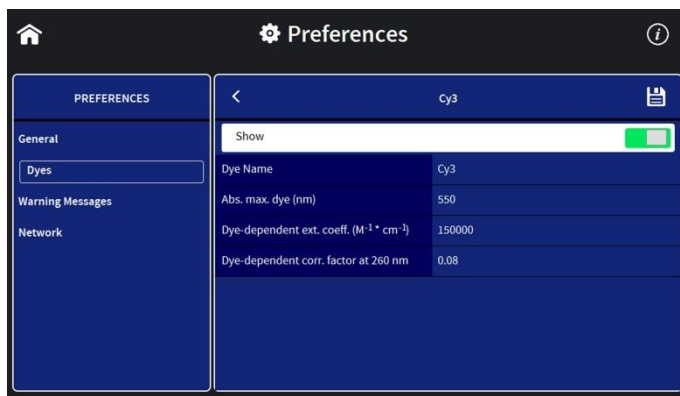 Preferences
i
PREFERENCES
Cy3
General
Show
Dyes
Dye Name Cy3
Warning Messages
Abs. max. dye (nm) 550
Network
Dye-dependent ext. coeff. (M-1 * cm-1) 150000
Dye-dependent corr. factor at 260 nm 0.08